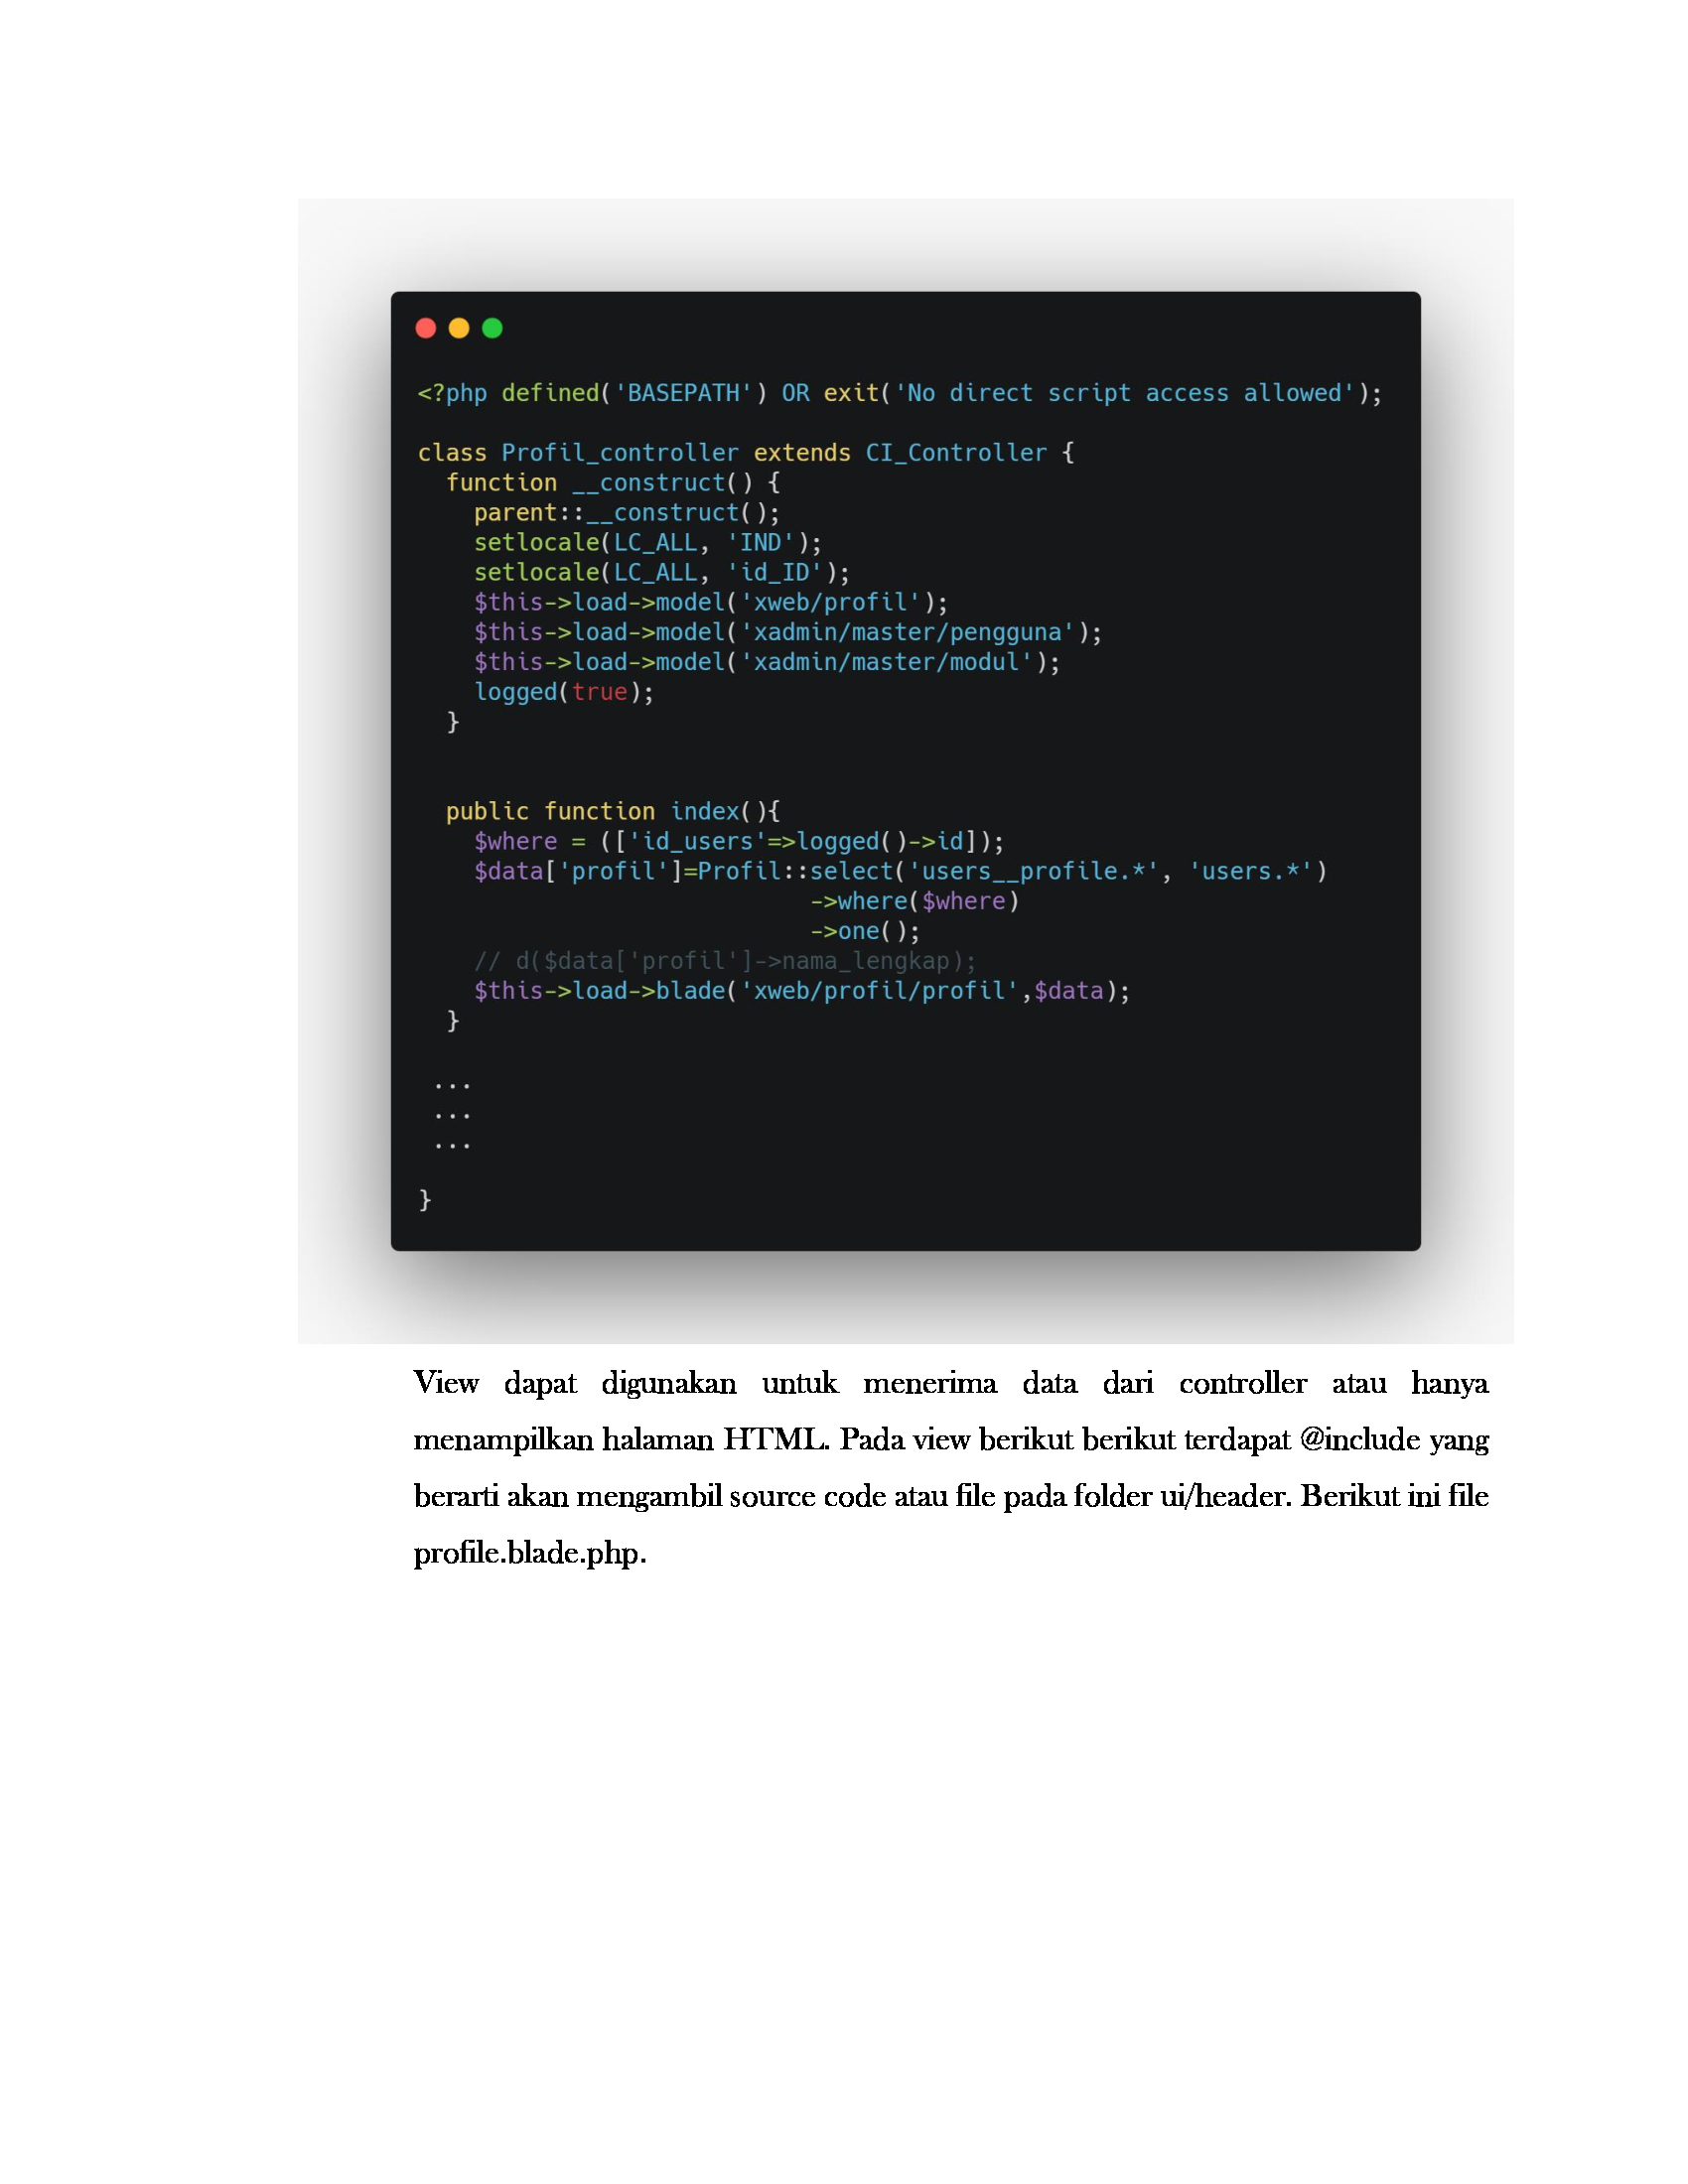 <?php defined('BASEPATH') OR exit('No direct script access allowed');
class Profil_controller extends CI_Controller {
  function __construct() {
    parent::__construct();
    setlocale(LC_ALL, 'IND');
    setlocale(LC_ALL, 'id_ID');
    $this->load->model('xweb/profil');
    $this->load->model('xadmin/master/pengguna');
    $this->load->model('xadmin/master/modul');
    logged(true);
  }
  public function index(){
    $where = (['id_users'=>logged()->id]);
    $data['profil']=Profil::select('users__profile.*', 'users.*')
                            ->where($where)
                            ->one();
    // d($data['profil']->nama_lengkap);
    $this->load->blade('xweb/profil/profil',$data);
  }
 ...
 ...
 ...
}
View dapat digunakan untuk menerima data dari controller atau hanya
menampilkan halaman HTML. Pada view berikut berikut terdapat @include yang
berarti akan mengambil source code atau file pada folder ui/header. Berikut ini file
profile.blade.php.